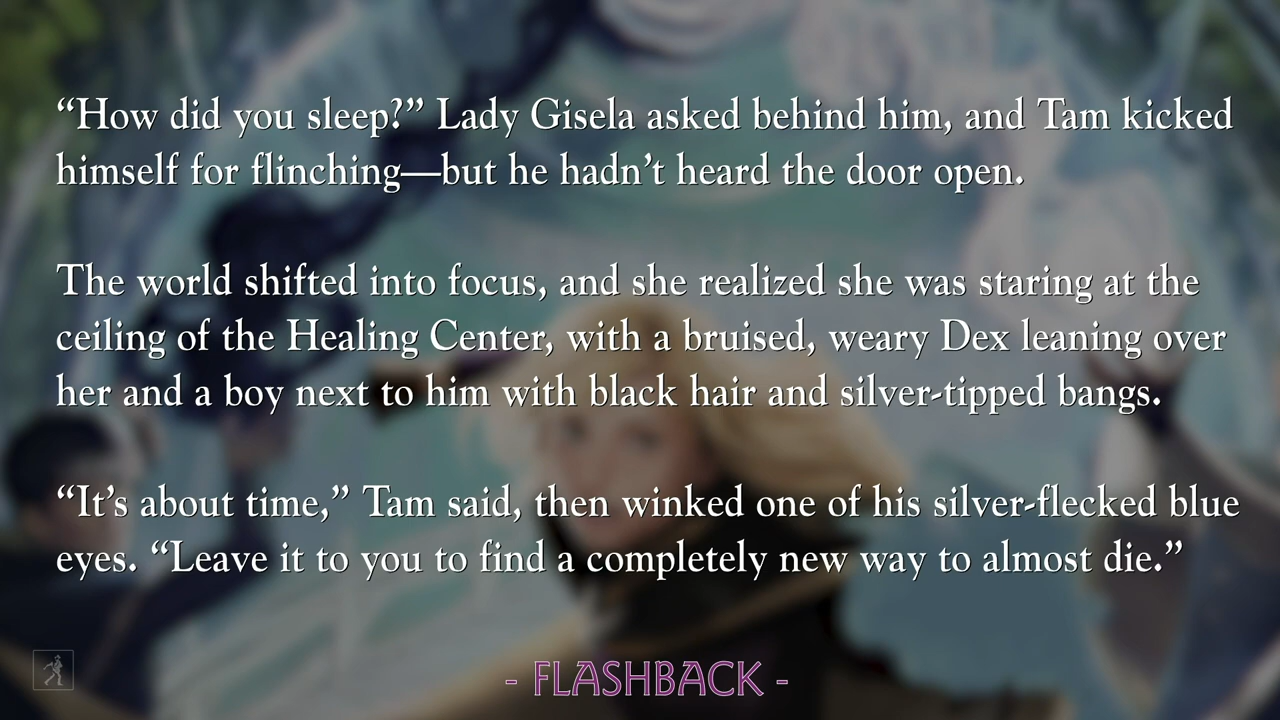 “How did you sleep?” Lady Gisela asked behind him, and Tam kicked
himself for flinching—but he hadn’t heard the door open.
The world shifted into focus, and she realized she was staring at the
ceiling of the Healing Center, with a bruised, weary Dex leaning over
her and a boy next to him with black hair and silver-tipped bangs.
“It’s about time,” Tam said, then winked one of his silver-flecked blue
eyes. “Leave it to you to find a completely new way to almost die.”
- FLASHBACK -